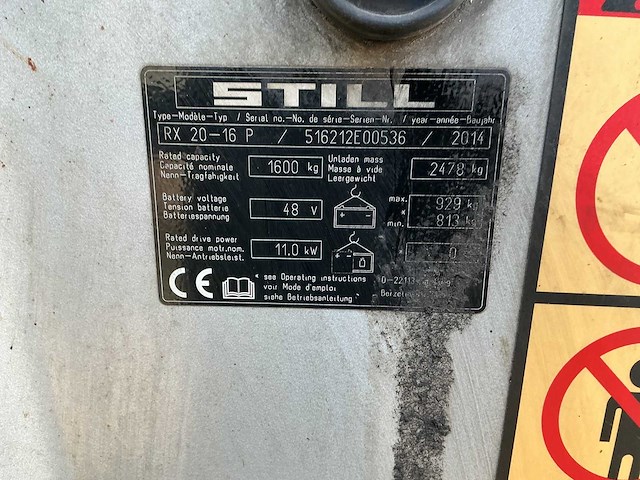 STILL
Type-Modèle-Typ / Serial no.-No. de série-Serien-Nr. / year-année-Baujahr
RX 20-16 P / 516212E00536 / 2014
Rated capacity
Capacité nominale
Nenn-Tragfähigkeit
1600 kg
Unladen mass
Masse à vide
Leergewicht
2478 kg
Battery voltage
Tension batterie
Batteriespannung
48 V
max. 929 kg
*
min. 813 kg
Rated drive power
Puissance motr.nom.
Nenn-Antriebsleist.
11.0 kW
0
CE
* see Operating instructions
voir Mode d'emploi
siehe Betriebsanleitung